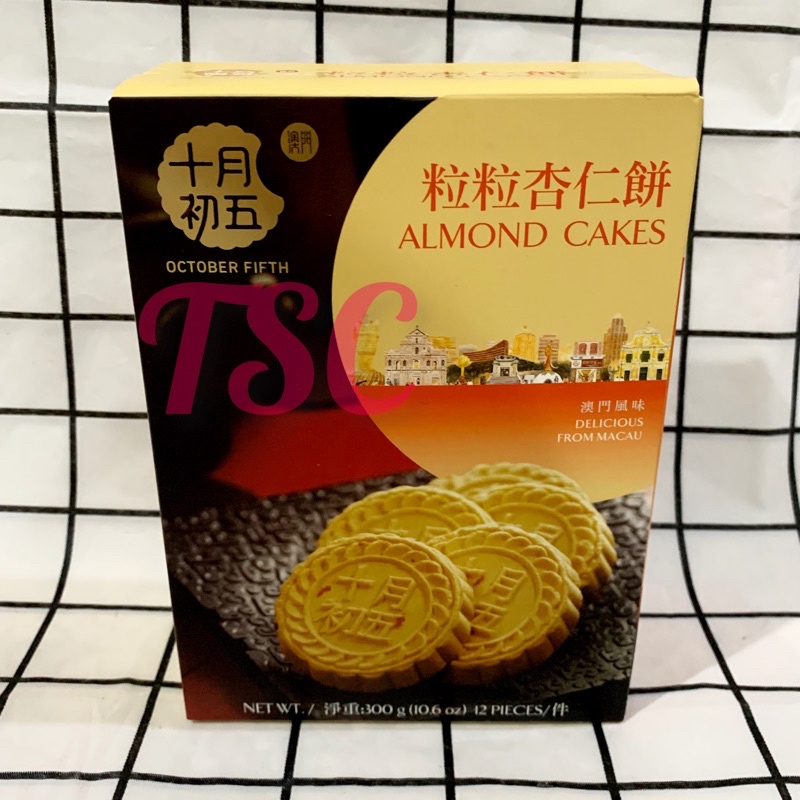 十月
初五
澳門
OCTOBER FIFTH
粒粒杏仁餅
ALMOND CAKES
TSC
澳門風味
DELICIOUS
FROM MACAU
十月
初五
NET WT. / 淨重:300 g (10.6 oz) 12 PIECES/件